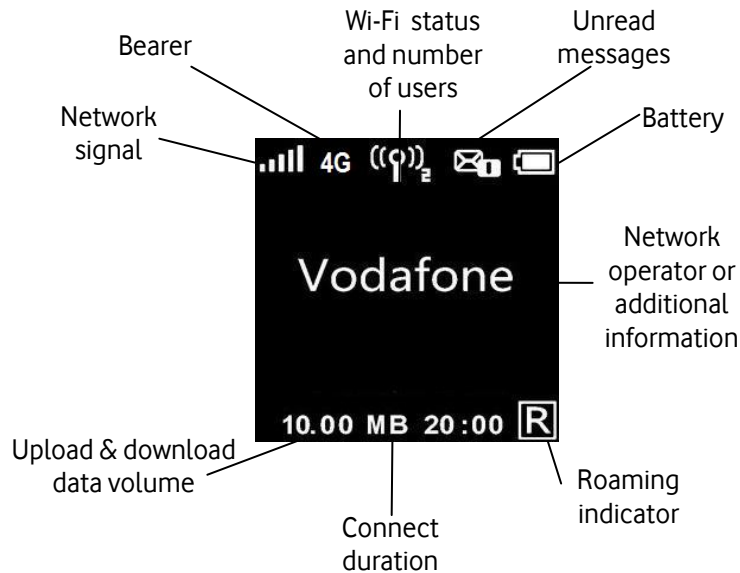 Bearer
Wi-Fi status
and number
of users
Unread
messages
Network
signal
Battery
4G
2
1
Vodafone
Network
operator or
additional
information
10.00 MB 20:00 R
Upload & download
data volume
Connect
duration
Roaming
indicator